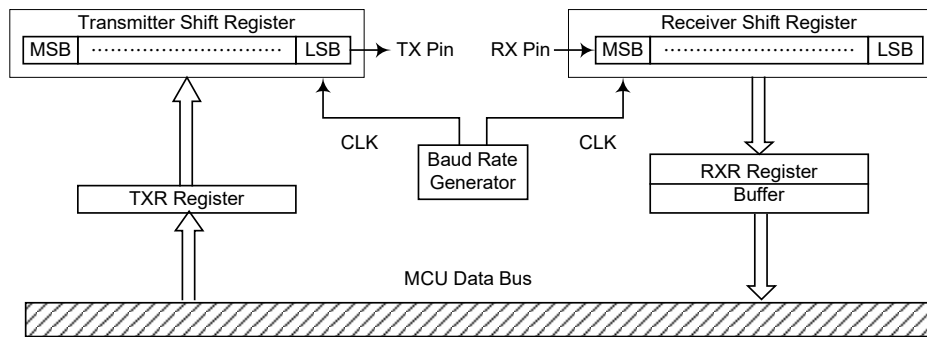 Transmitter Shift Register
MSB ………………………… LSB
TX Pin
RX Pin
Receiver Shift Register
MSB ………………………… LSB
CLK
CLK
Baud Rate
Generator
TXR Register
RXR Register
Buffer
MCU Data Bus